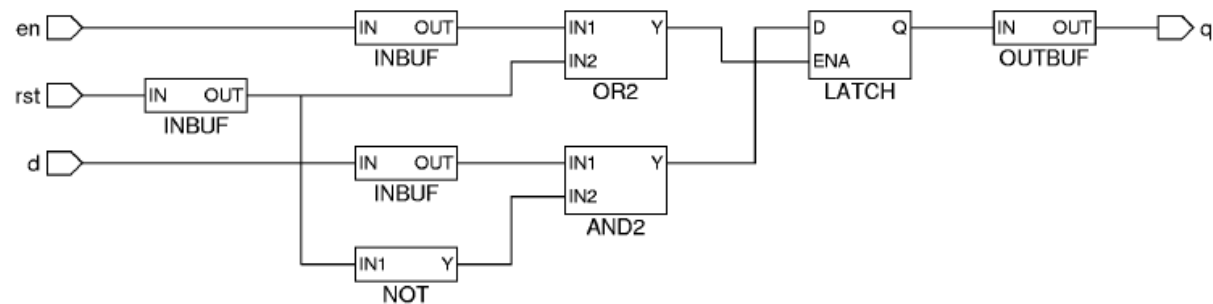 en
IN OUT
INBUF
IN1 Y
IN2
OR2
D Q
ENA
LATCH
IN OUT
OUTBUF
q
rst
IN OUT
INBUF
d
IN OUT
INBUF
IN1 Y
IN2
AND2
IN1 Y
NOT